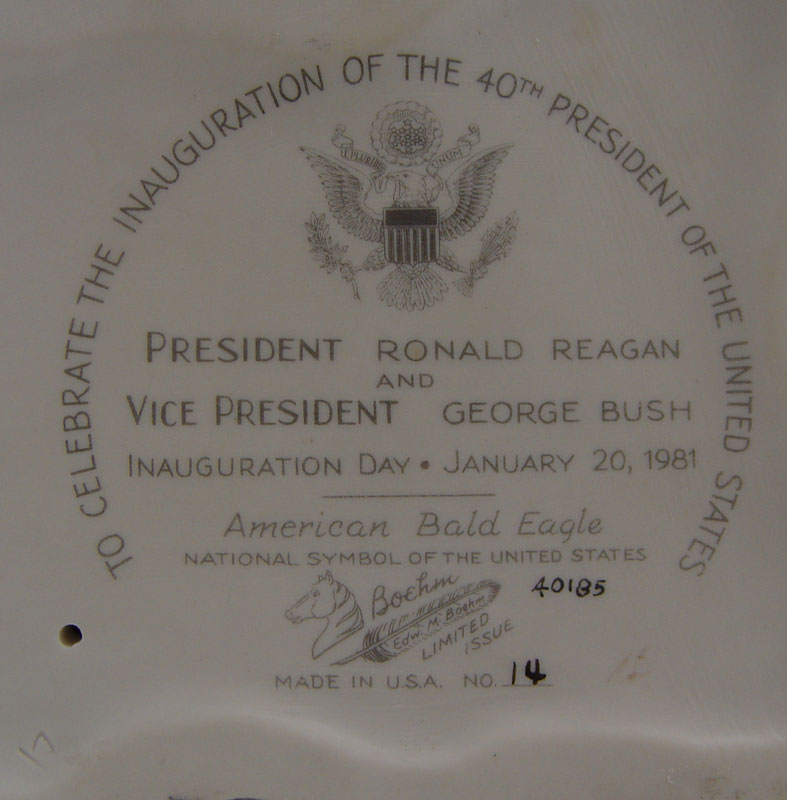 TO CELEBRATE THE INAUGURATION OF THE 40TH PRESIDENT OF THE UNITED STATES
E PLURIBUS UNUM
PRESIDENT RONALD REAGAN
AND
VICE PRESIDENT GEORGE BUSH
INAUGURATION DAY • JANUARY 20, 1981
American Bald Eagle
NATIONAL SYMBOL OF THE UNITED STATES
Boehm
40185
Edw. M. Boehm
LIMITED
ISSUE
MADE IN U.S.A. NO. 14